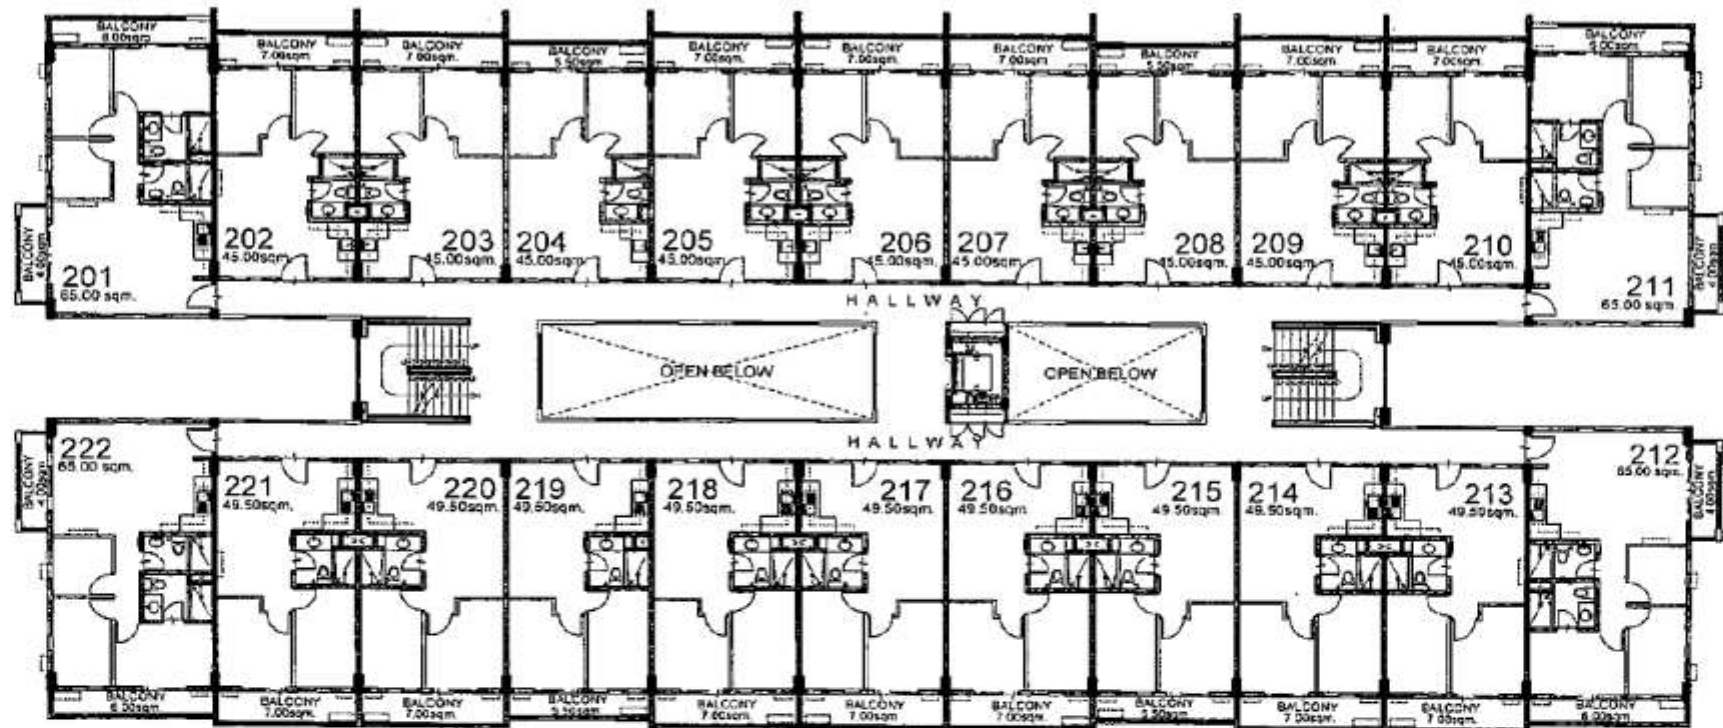 BALCONY
6.00sqm
BALCONY
7.00sqm.
BALCONY
7.00sqm.
BALCONY
5.50sqm
BALCONY
7.00sqm.
BALCONY
7.00sqm.
BALCONY
7.00sqm.
BALCONY
5.50sqm
BALCONY
7.00sqm.
BALCONY
7.00sqm.
BALCONY
6.00sqm
BALCONY
4.00sqm
201
65.00 sqm.
202
45.00sqm.
203
45.00sqm.
204
45.00sqm.
205
45.00sqm.
206
45.00sqm.
207
45.00sqm.
208
45.00sqm.
209
45.00sqm.
210
45.00sqm.
211
65.00 sqm
BALCONY
4.00sqm
HALLWAY
OPEN BELOW
OPEN BELOW
HALLWAY
BALCONY
4.00sqm
222
65.00 sqm.
221
49.50sqm.
220
49.50sqm.
219
49.50sqm.
218
49.50sqm.
217
49.50sqm.
216
49.50sqm.
215
49.50sqm.
214
49.50sqm.
213
49.50sqm.
212
65.00 sqm.
BALCONY
4.00sqm
BALCONY
6.00sqm
BALCONY
7.00sqm.
BALCONY
7.00sqm.
BALCONY
5.50sqm
BALCONY
7.00sqm.
BALCONY
7.00sqm.
BALCONY
7.00sqm.
BALCONY
5.50sqm
BALCONY
7.00sqm.
BALCONY
7.00sqm.
BALCONY
6.00sqm